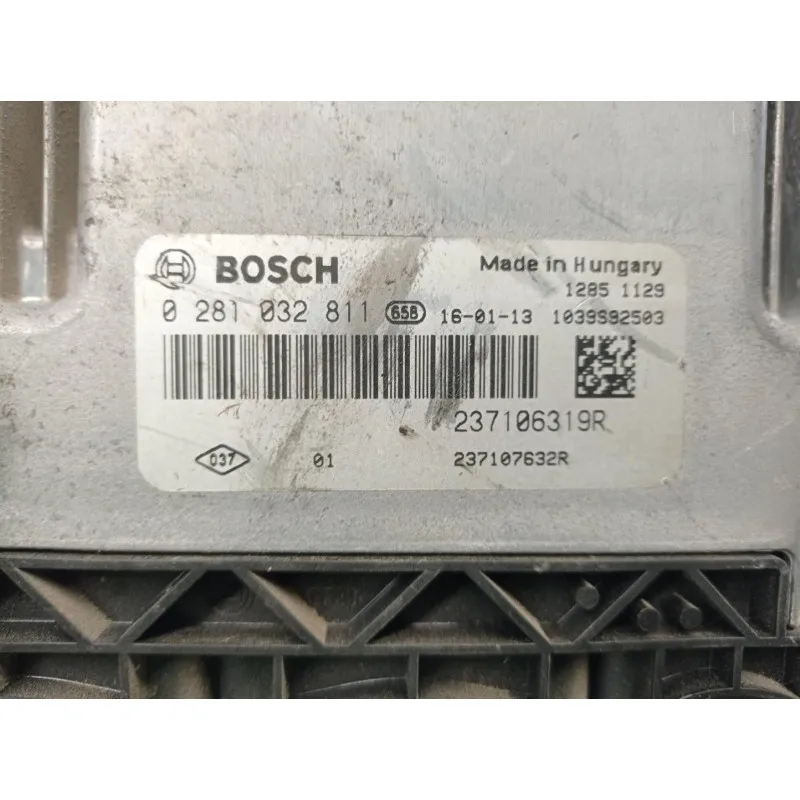 BOSCH Made in Hungary
1285 1129
0 281 032 811 658 16-01-13 1039S92503
237106319R
037 01 237107632R